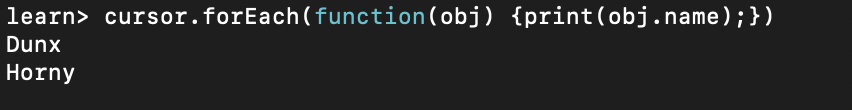 learn> cursor.forEach(function(obj) {print(obj.name);})
Dunx
Horny